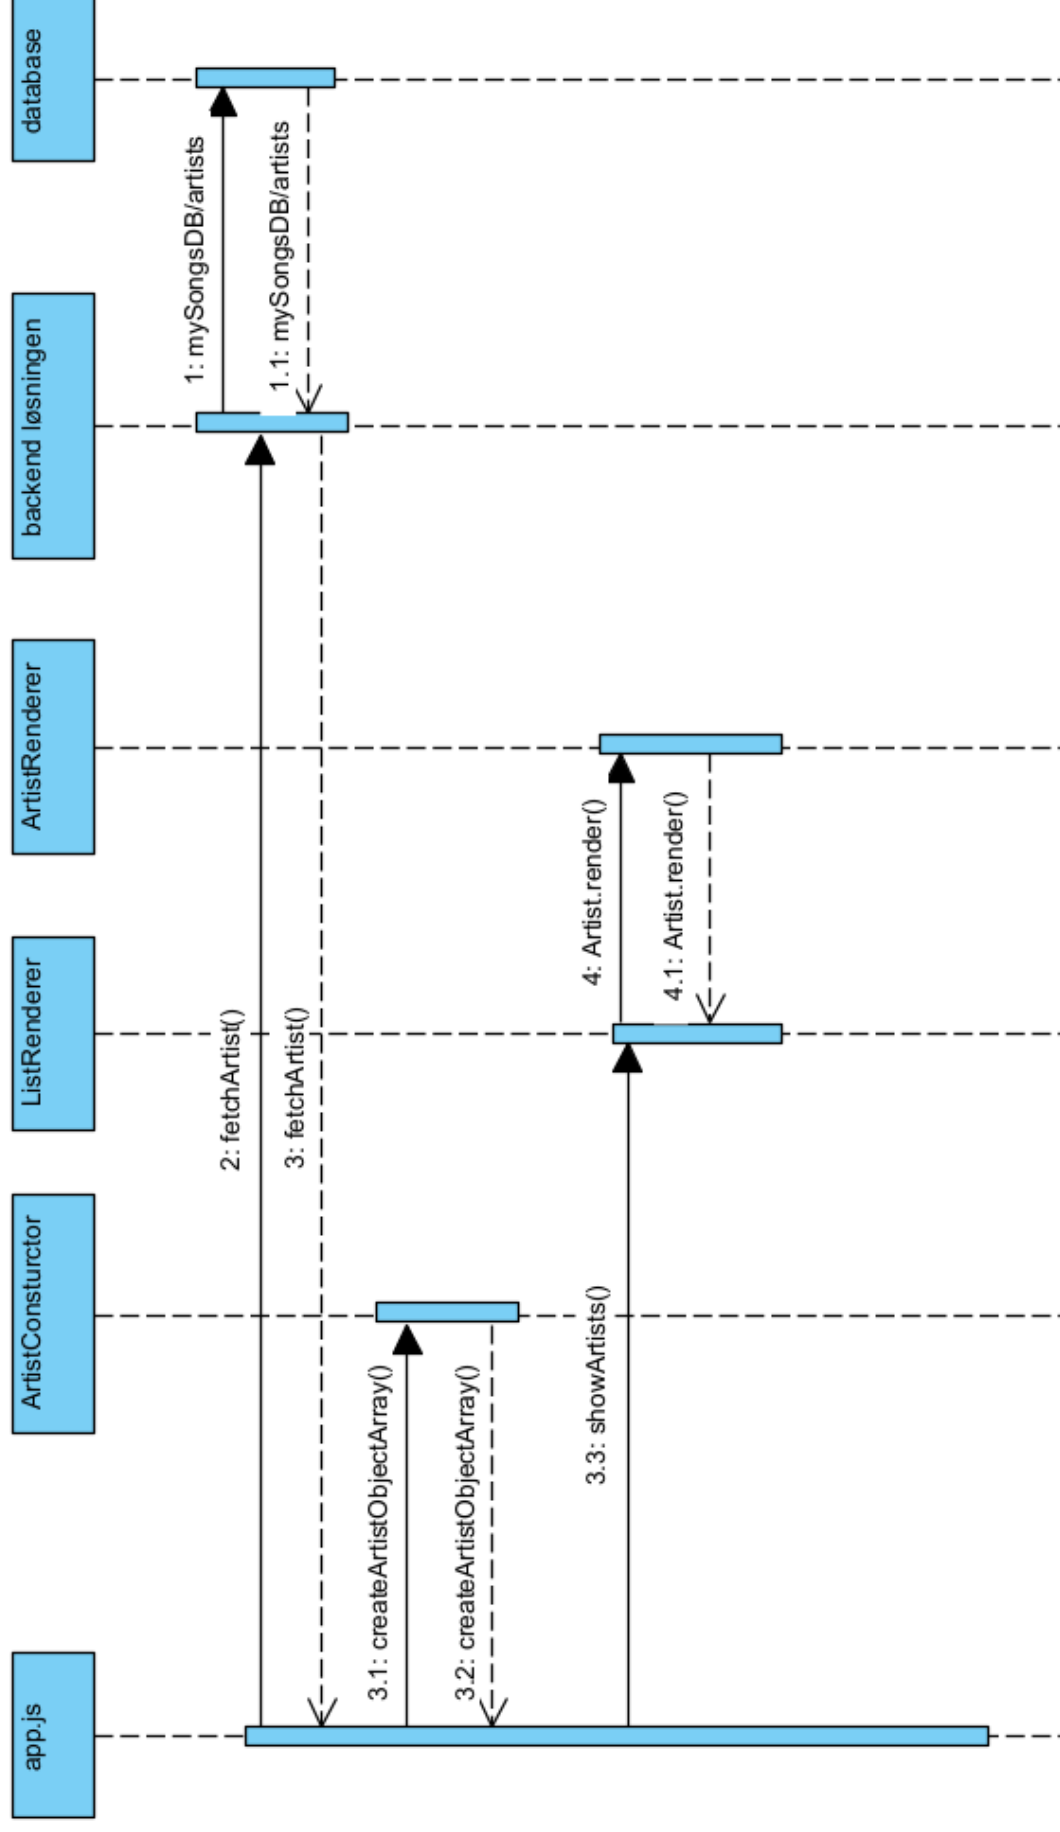 app.js
ArtistConsturctor
ListRenderer
ArtistRenderer
backend løsningen
database
1: mySongsDB/artists
2: fetchArtist()
1.1: mySongsDB/artists
3: fetchArtist()
3.1: createArtistObjectArray()
3.2: createArtistObjectArray()
3.3: showArtists()
4: Artist.render()
4.1: Artist.render()